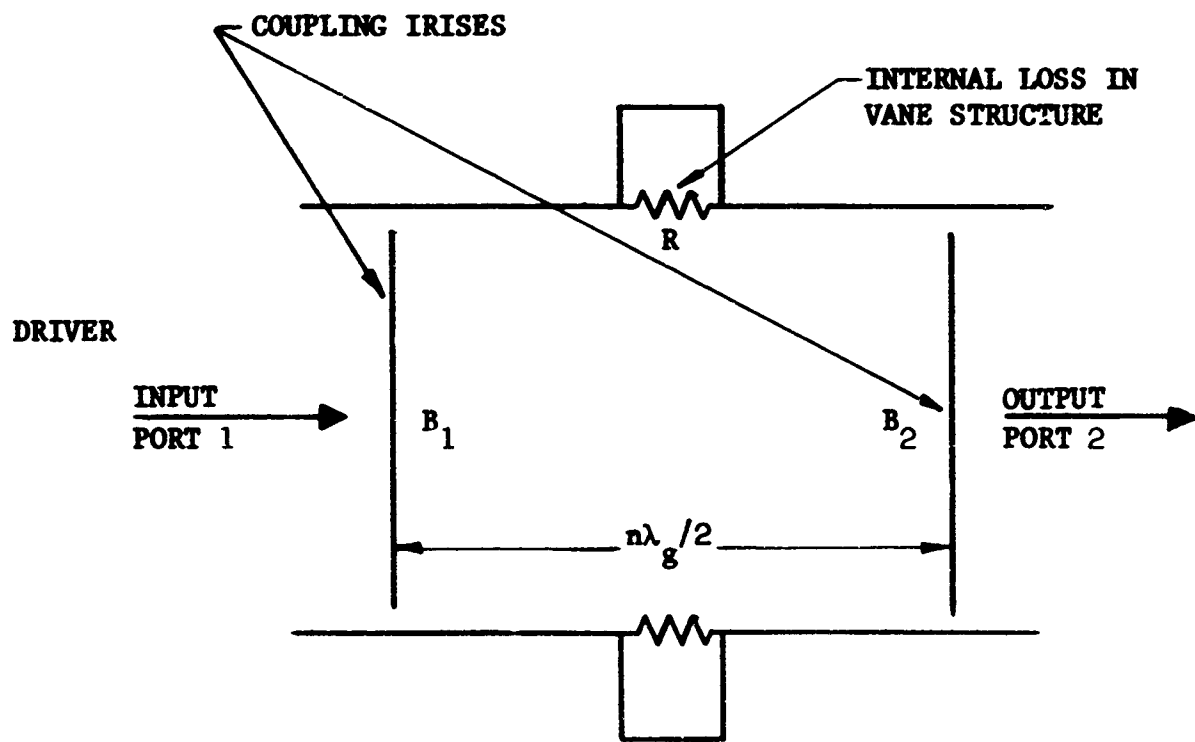 COUPLING IRISES
INTERNAL LOSS IN
VANE STRUCTURE
R
DRIVER
INPUT
PORT 1
B1
B2
OUTPUT
PORT 2
nλg/2